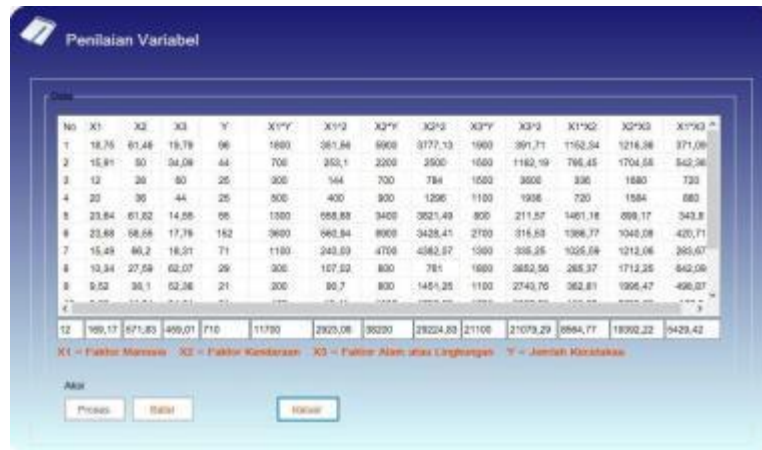 Penilaian Variabel
Data
No X1 X2 X3 Y X1*Y X1^2 X2*Y X2^2 X3*Y X3^2 X1*X2 X2*X3 X1*X3
1 18,75 61,46 19,79 96 1800 351,56 5900 3777,13 1900 391,71 1152,34 1216,36 371,09
2 15,91 50 34,09 44 700 253,1 2200 2500 1500 1162,19 795,45 1704,55 542,36
3 12 28 60 25 300 144 700 784 1500 3600 336 1680 720
4 20 36 44 25 500 400 900 1296 1100 1936 720 1584 880
5 23,64 61,82 14,55 55 1300 558,68 3400 3821,49 800 211,57 1461,16 899,17 343,8
6 23,68 58,55 17,76 152 3600 560,94 8900 3428,41 2700 315,53 1386,77 1040,08 420,71
7 15,49 66,2 18,31 71 1100 240,03 4700 4382,57 1300 335,25 1025,59 1212,06 283,67
8 10,34 27,59 62,07 29 300 107,02 800 761 1800 3852,56 285,37 1712,25 642,09
9 9,52 38,1 52,38 21 200 90,7 800 1451,25 1100 2743,76 362,81 1995,47 498,87
12 169,17 571,83 459,01 710 11700 2925,06 38200 29224,83 21100 21079,29 8564,77 18092,22 5429,42
X1 = Faktor Manusia X2 = Faktor Kendaraan X3 = Faktor Alam atau Lingkungan Y = Jumlah Kecelakaan
Aksi
Proses Batal Keluar